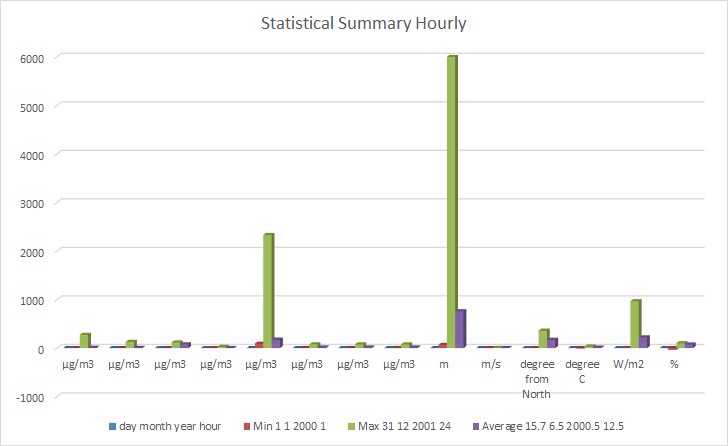 Statistical Summary Hourly
6000
5000
4000
3000
2000
1000
0
-1000
µg/m3 µg/m3 µg/m3 µg/m3 µg/m3 µg/m3 µg/m3 µg/m3 m m/s degree degree W/m2 %
from C
North
day month year hour Min 1 1 2000 1 Max 31 12 2001 24 Average 15.7 6.5 2000.5 12.5